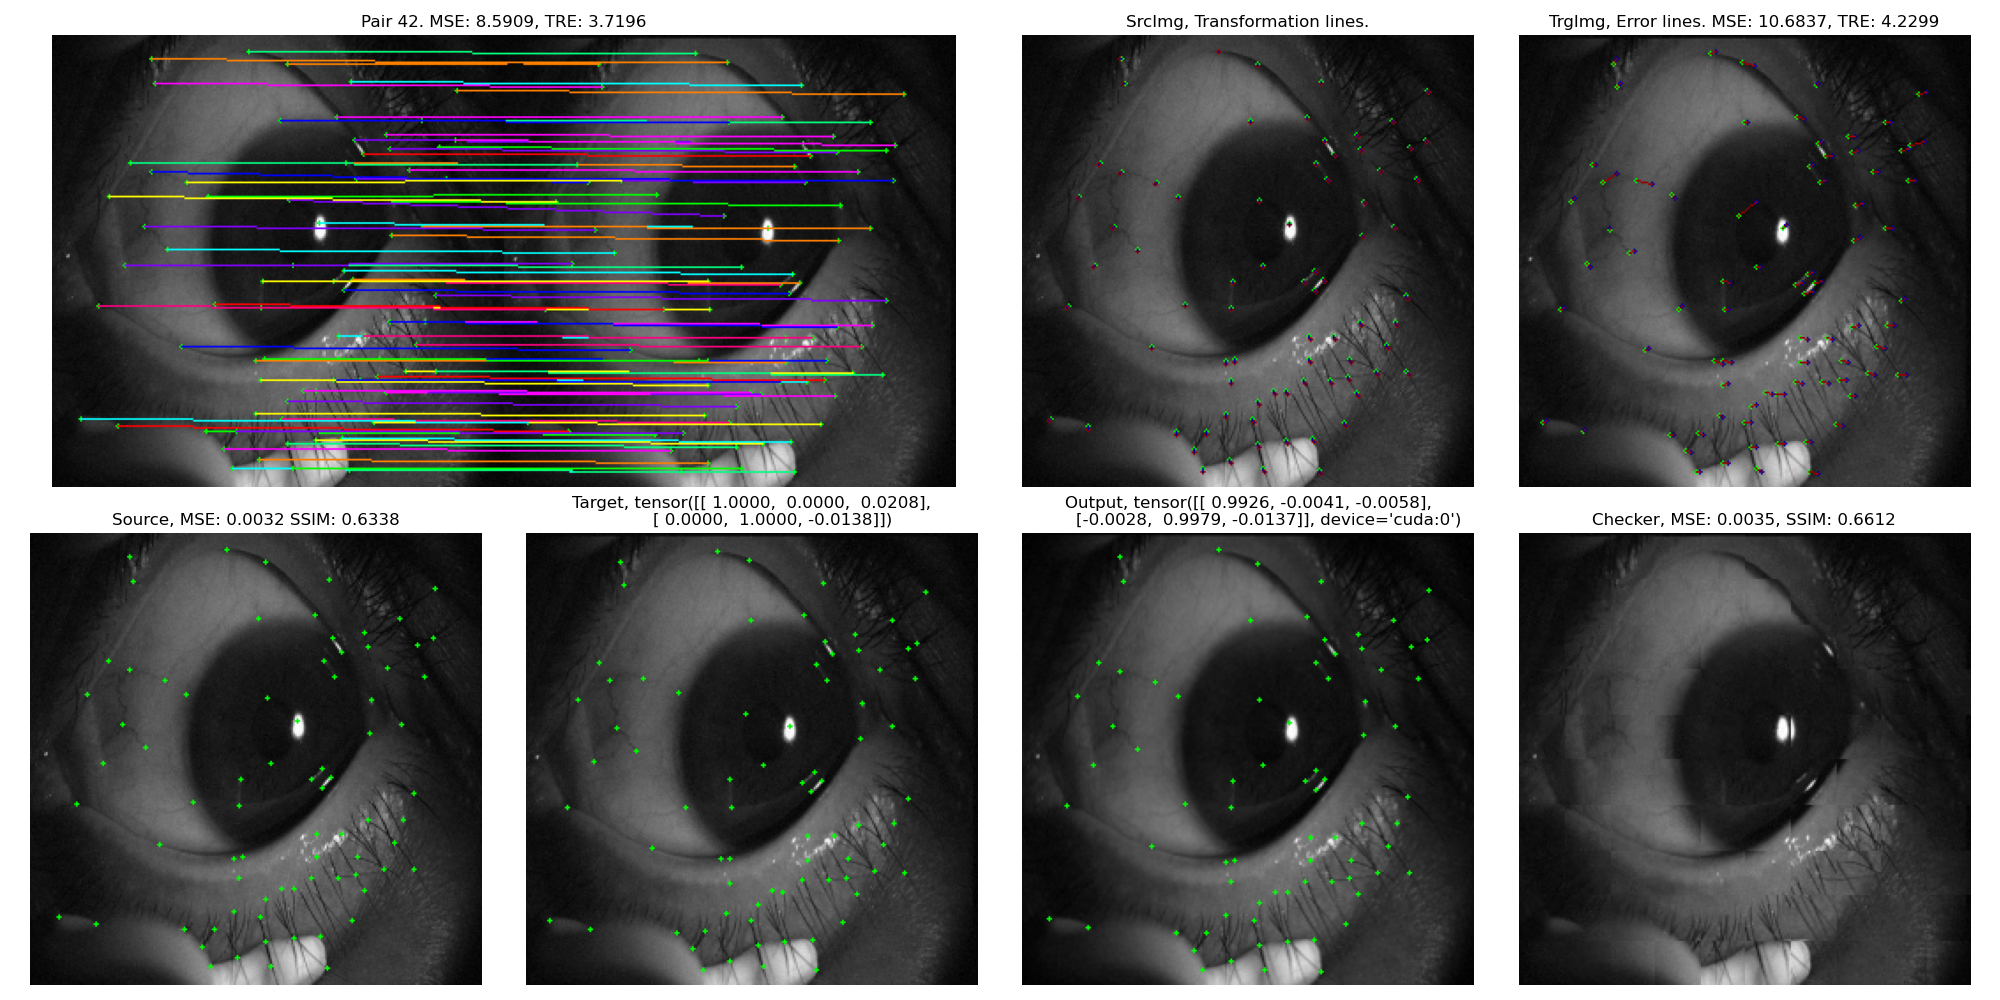 Pair 42. MSE: 8.5909, TRE: 3.7196
SrcImg, Transformation lines.
TrgImg, Error lines. MSE: 10.6837, TRE: 4.2299
Source, MSE: 0.0032 SSIM: 0.6338
Target, tensor([[ 1.0000,  0.0000,  0.0208],
[ 0.0000,  1.0000, -0.0138]])
Output, tensor([[ 0.9926, -0.0041, -0.0058],
[-0.0028,  0.9979, -0.0137]], device='cuda:0')
Checker, MSE: 0.0035, SSIM: 0.6612